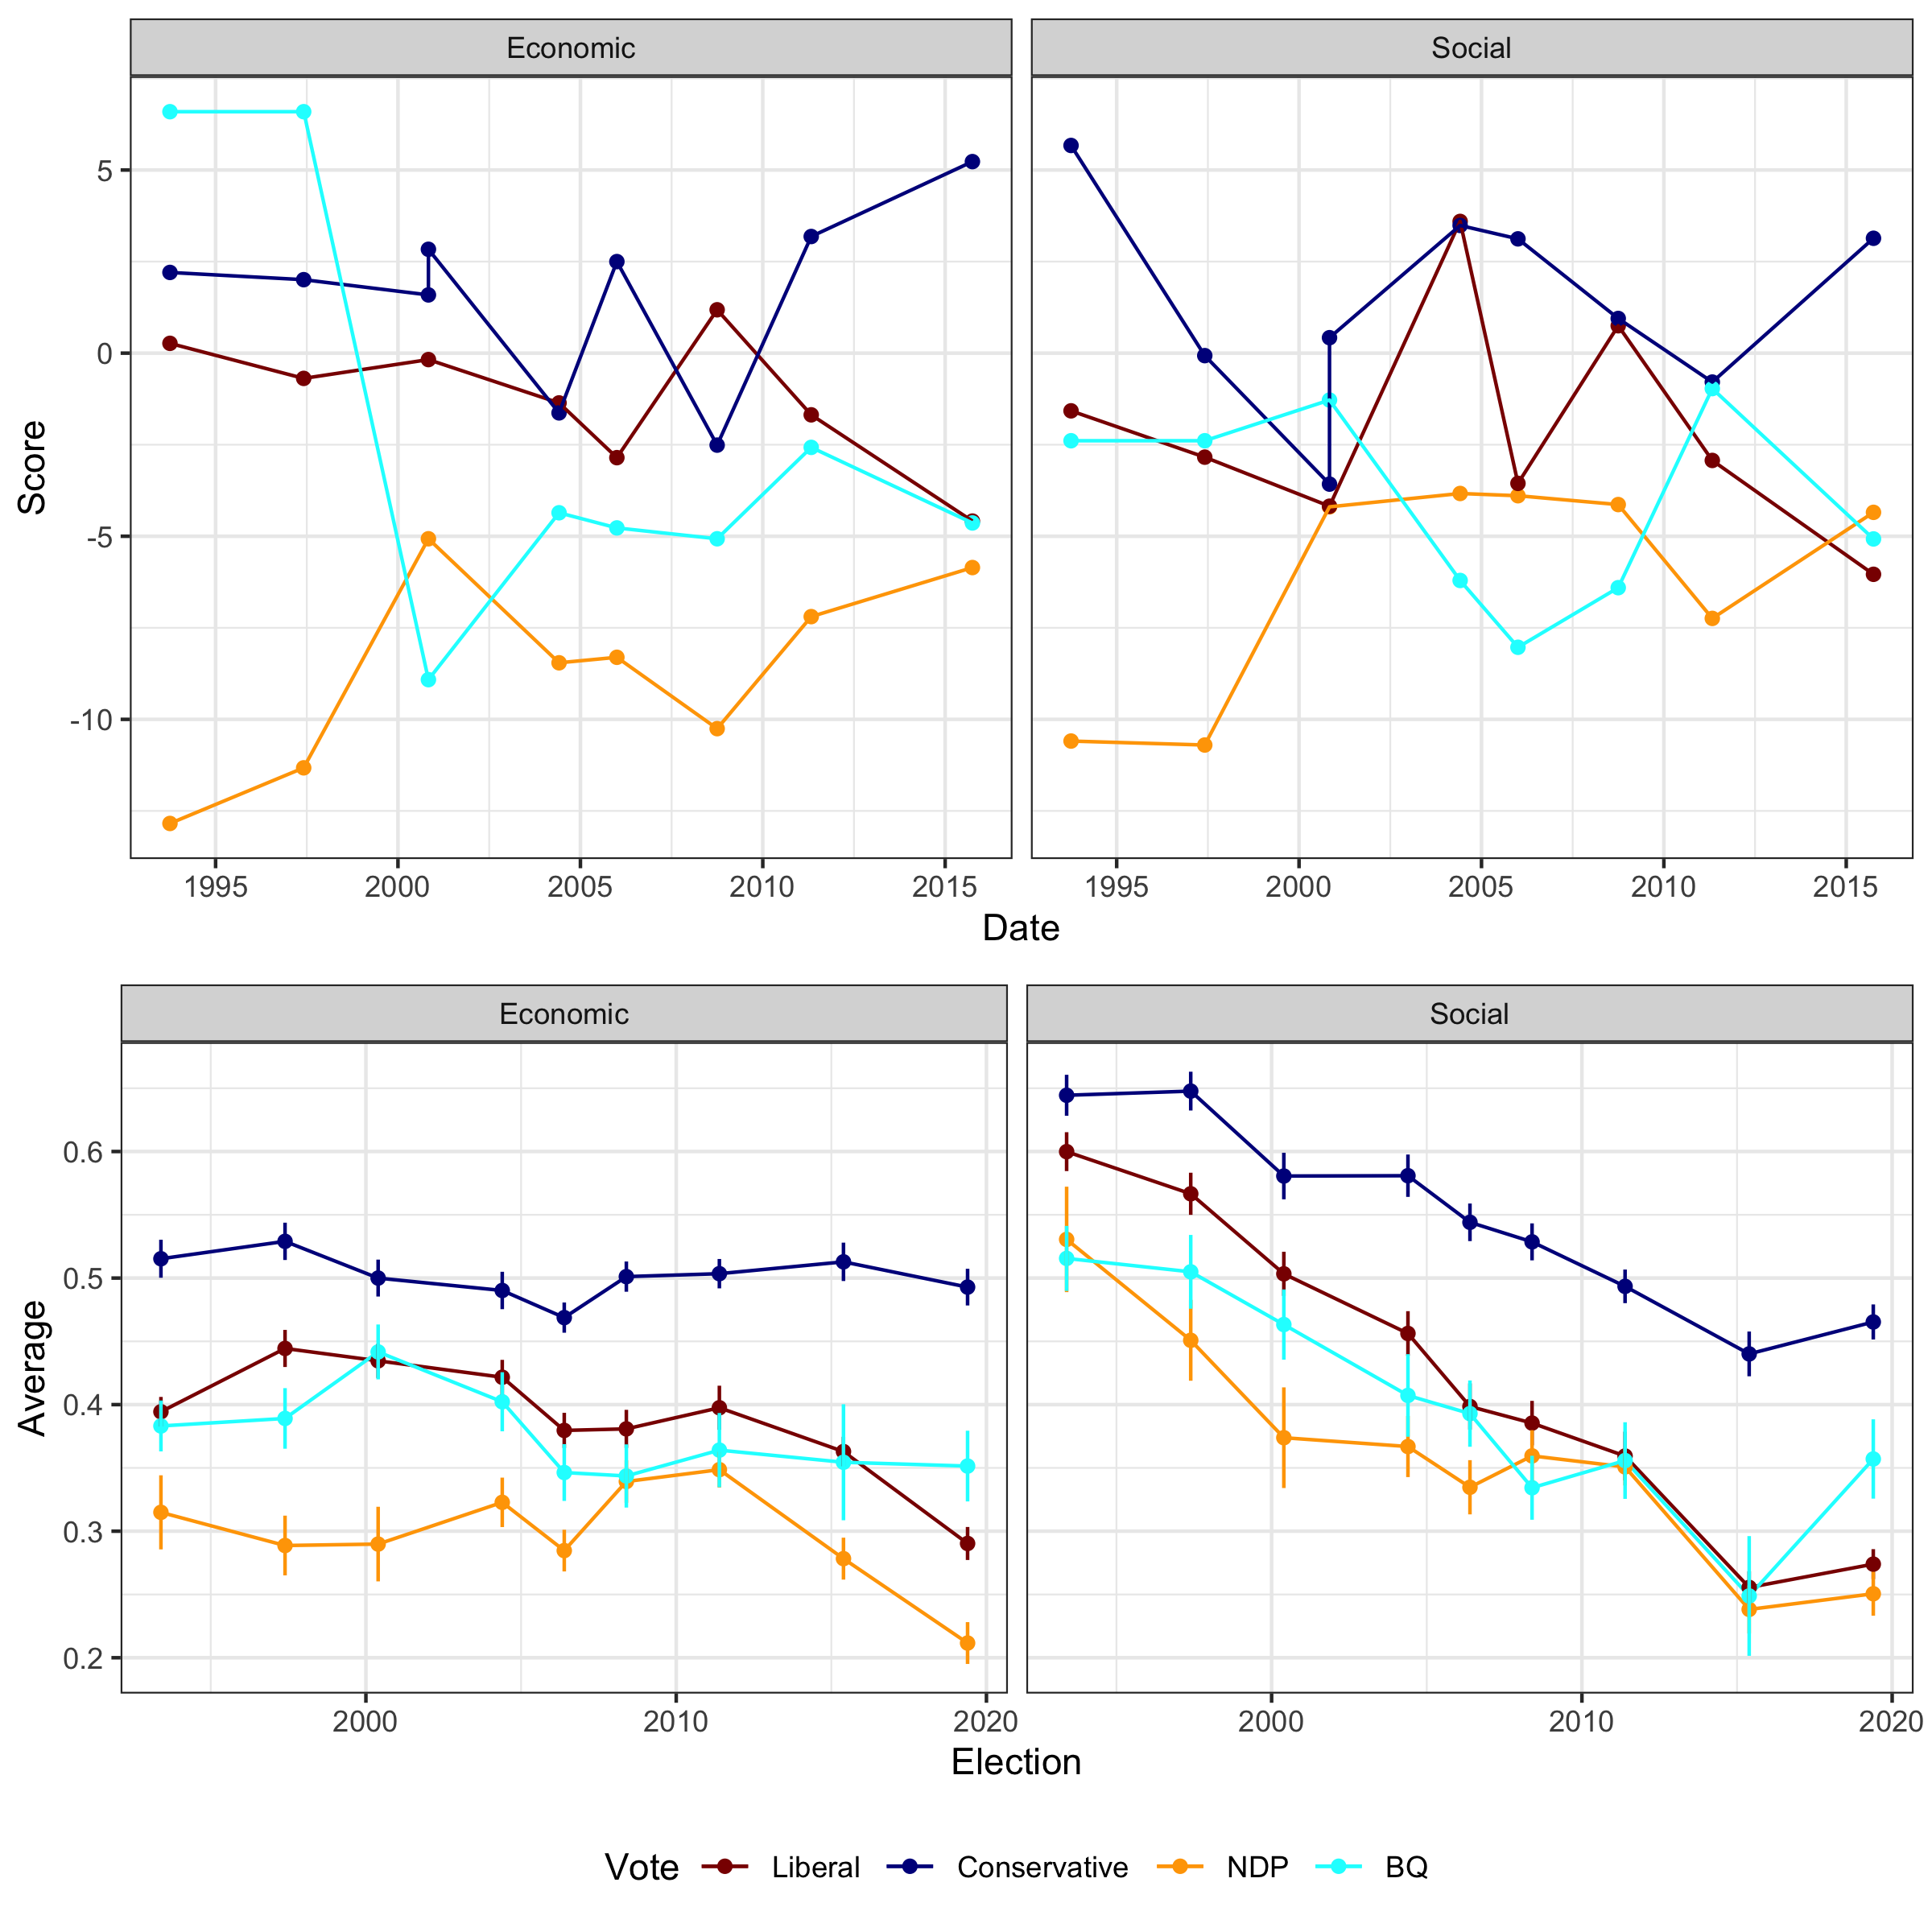 Economic Social
5
0
-5
-10
Score
1995 2000 2005 2010 2015 1995 2000 2005 2010 2015
Date
Economic Social
0.6
0.5
0.4
0.3
0.2
Average
2000 2010 2020 2000 2010 2020
Election
Vote Liberal Conservative NDP BQ